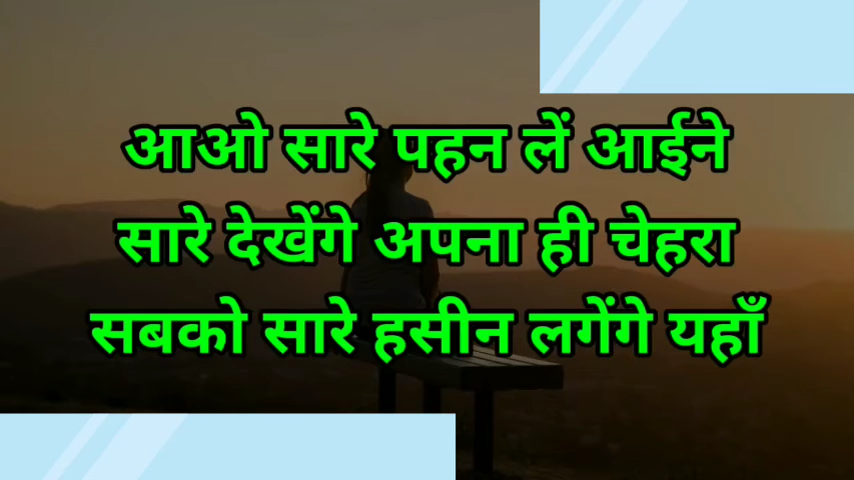 आओ सारे पहन लें आईने
सारे देखेंगे अपना ही चेहरा
सबको सारे हसीन लगेंगे यहाँ